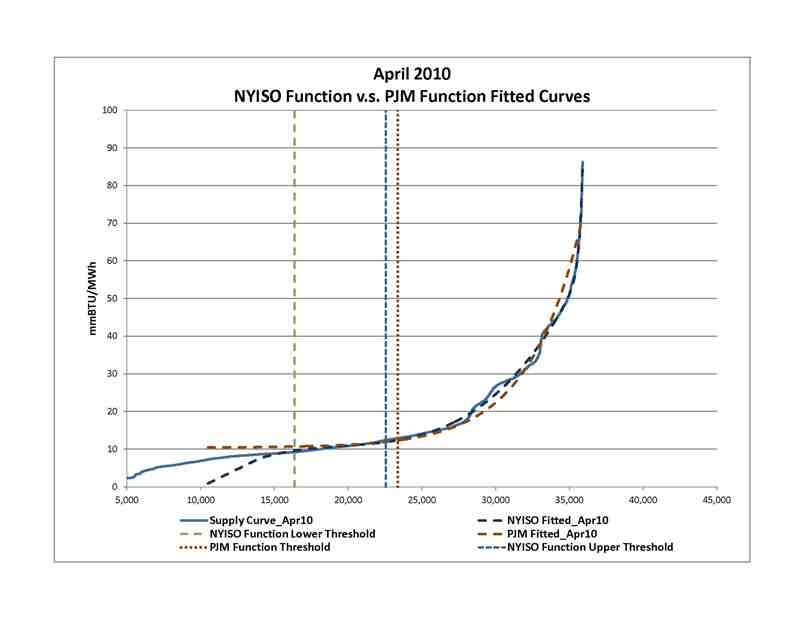 April 2010
NYISO Function v.s. PJM Function Fitted Curves
100
90
80
70
60
50
40
30
20
10
0
mmBTU/MWh
5,000 10,000 15,000 20,000 25,000 30,000 35,000 40,000 45,000
Supply Curve_Apr10 NYISO Fitted_Apr10
NYISO Function Lower Threshold PJM Fitted_Apr10
PJM Function Threshold NYISO Function Upper Threshold